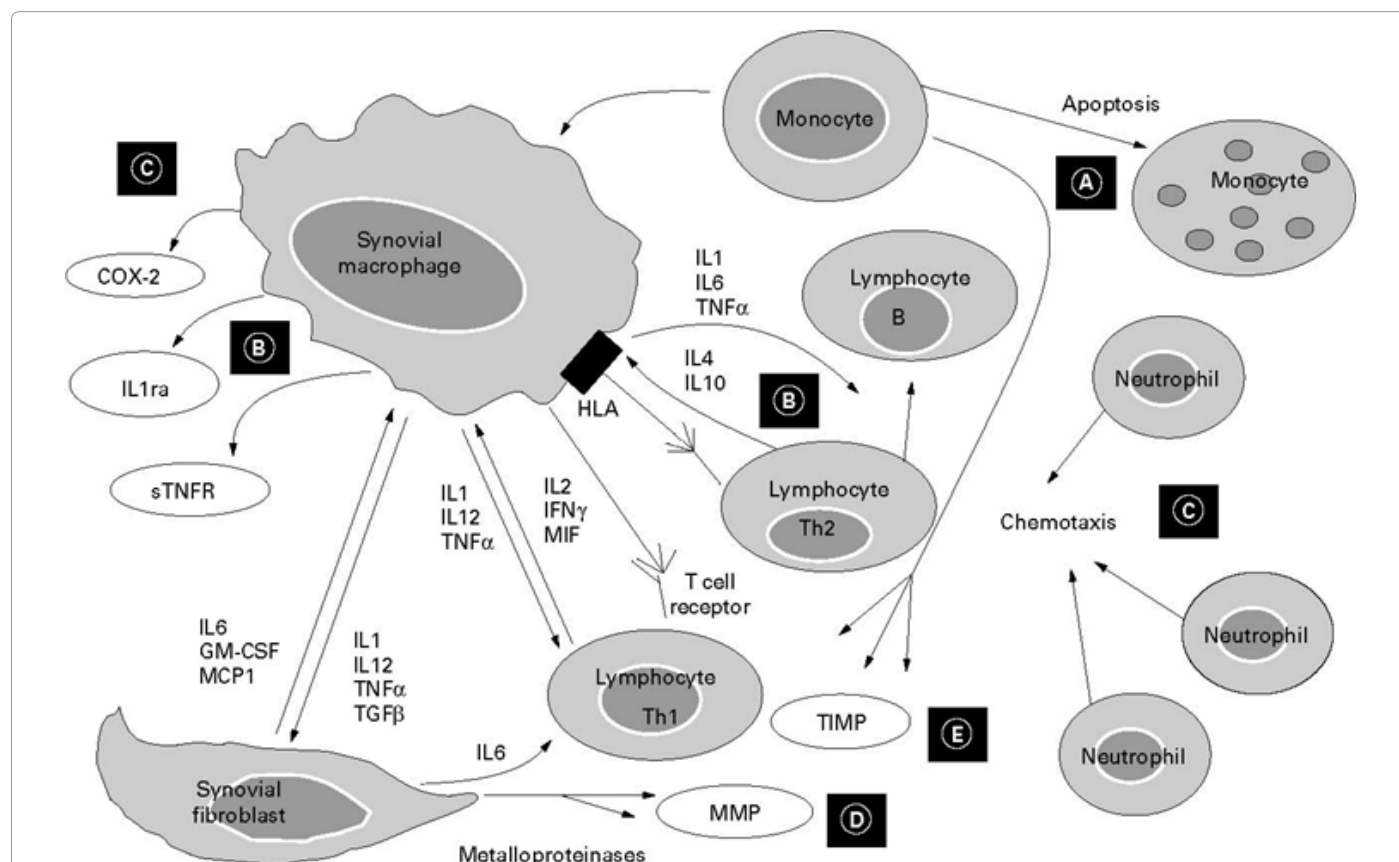 Monocyte
Apoptosis
Ⓐ
Monocyte
Ⓒ
Synovial
macrophage
COX-2
Ⓑ
IL1ra
sTNFR
IL1
IL6
TNFα
Lymphocyte
B
IL4
IL10
Ⓑ
HLA
Neutrophil
Lymphocyte
Th2
Chemotaxis
Ⓒ
IL1
IL12
TNFα
IL2
IFNγ
MIF
T cell
receptor
Neutrophil
IL6
GM-CSF
MCP1
IL1
IL12
TNFα
TGFβ
Lymphocyte
Th1
TIMP
Ⓔ
Neutrophil
IL6
Synovial
fibroblast
MMP
Ⓓ
Metalloproteinases